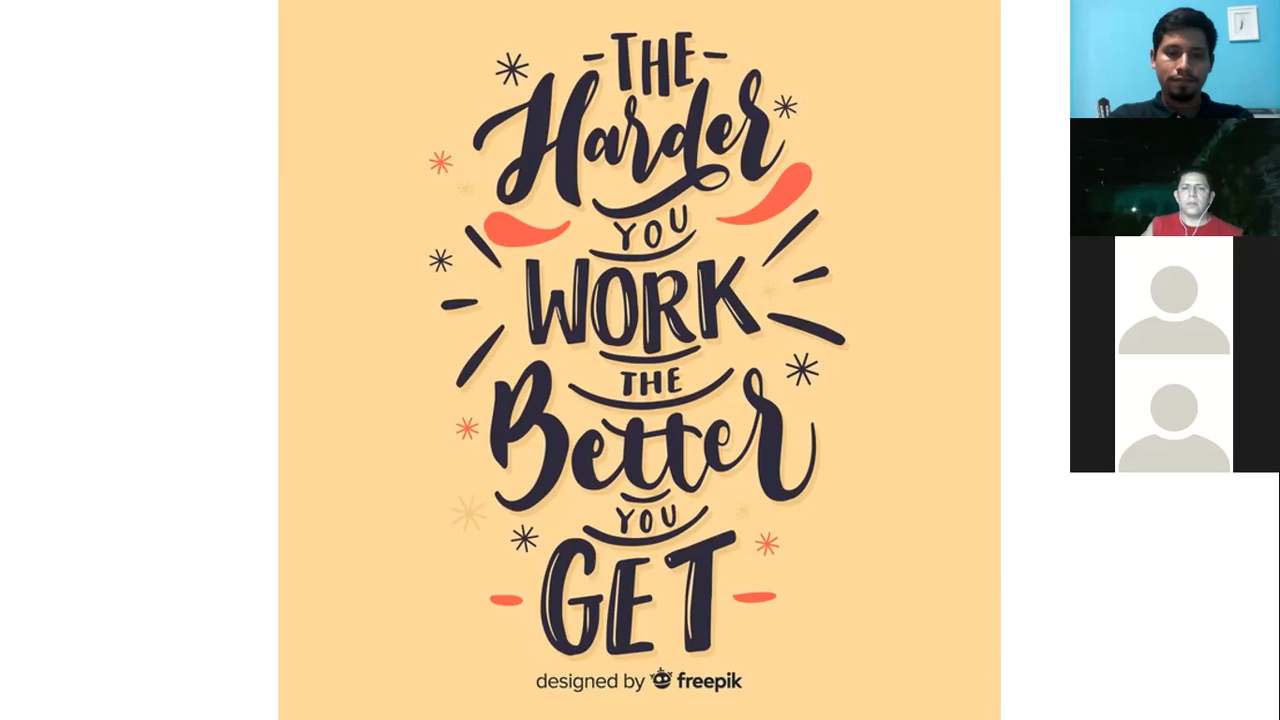 THE
Harder
YOU
WORK
THE
Better
YOU
GET
designed by freepik